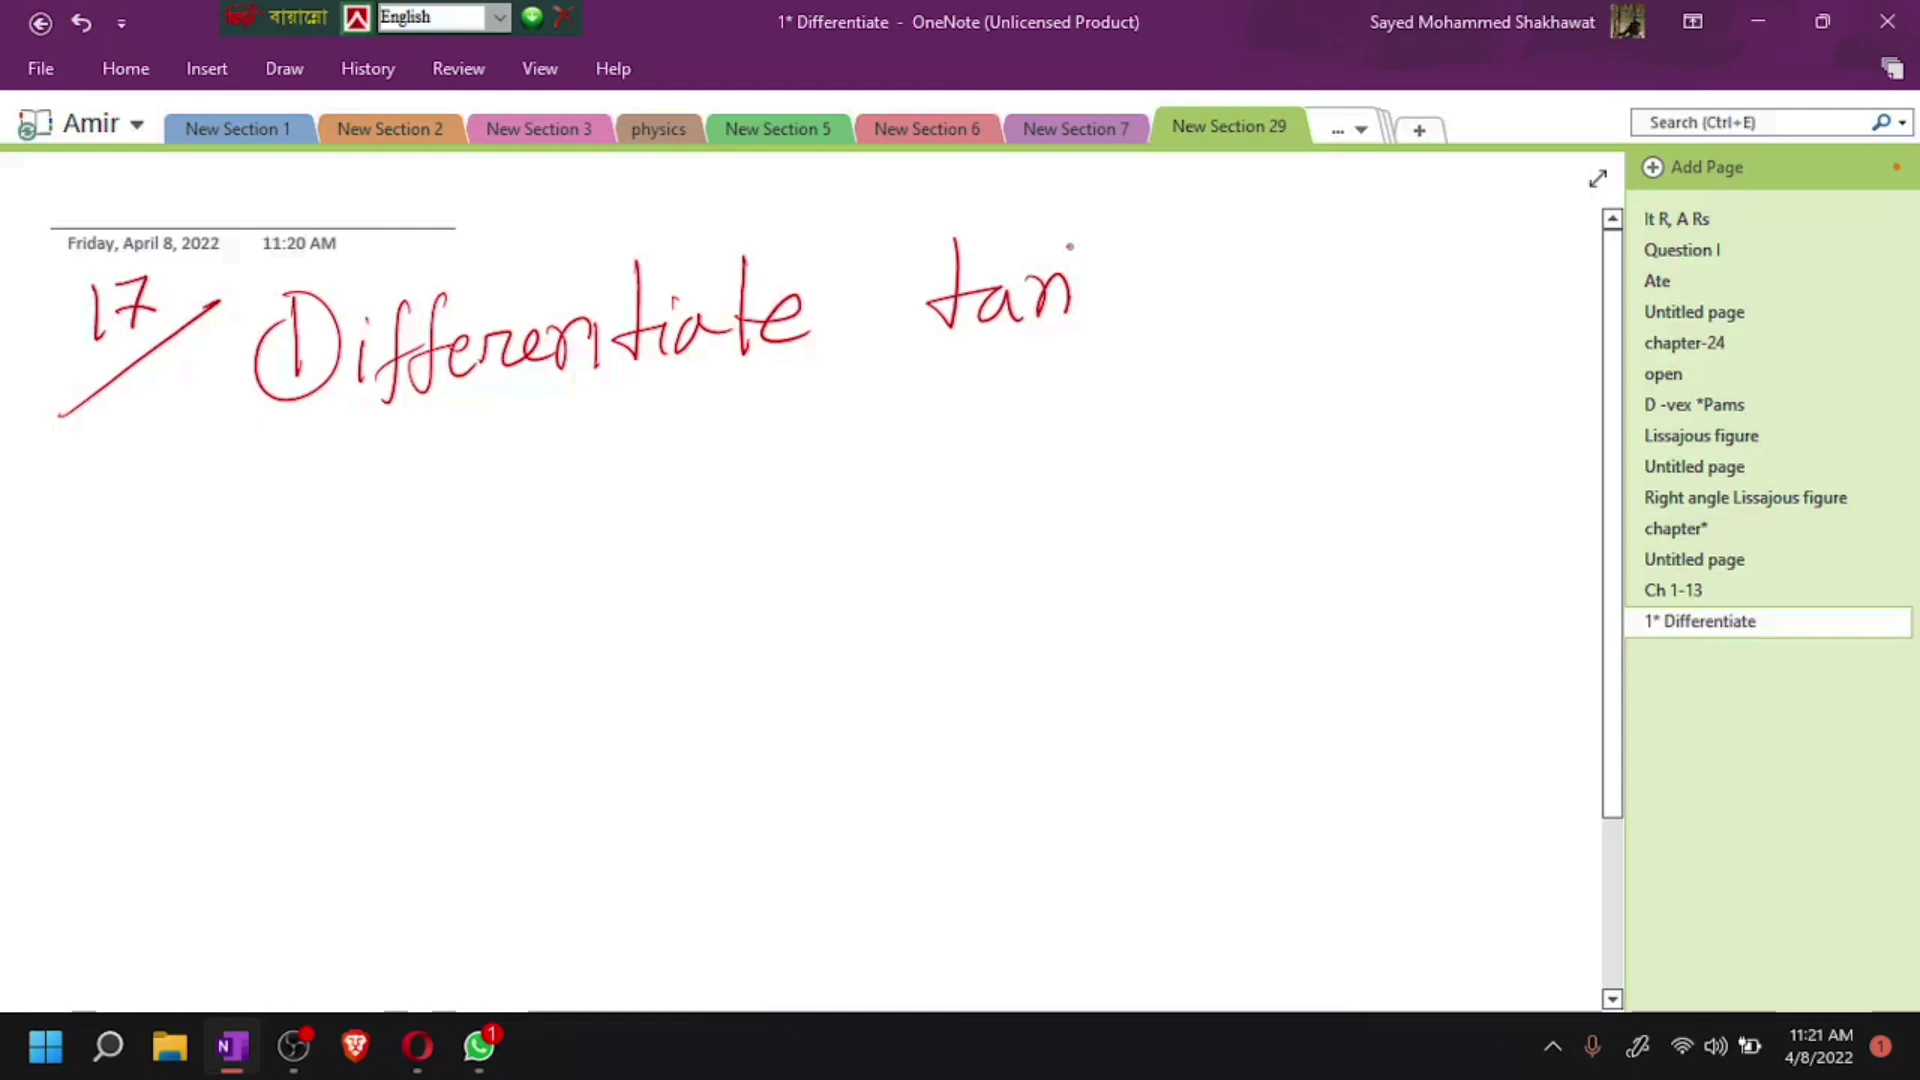 বায়ান্নো English 1* Differentiate - OneNote (Unlicensed Product) Sayed Mohammed Shakhawat
File Home Insert Draw History Review View Help
Amir New Section 1 New Section 2 New Section 3 physics New Section 5 New Section 6 New Section 7 New Section 29 ... Search (Ctrl+E)
Add Page
Friday, April 8, 2022 11:20 AM
17 Differentiate tan
It R, A Rs
Question I
Ate
Untitled page
chapter-24
open
D -vex *Pams
Lissajous figure
Untitled page
Right angle Lissajous figure
chapter*
Untitled page
Ch 1-13
1* Differentiate
N 1 11:21 AM 1
4/8/2022